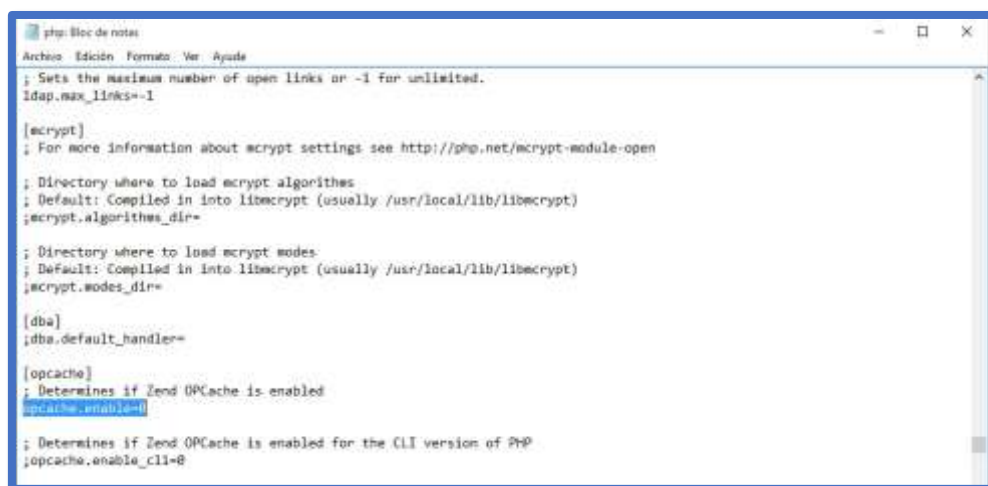 php: Bloc de notas
Archivo Edición Formato Ver Ayuda
; Sets the maximum number of open links or -1 for unlimited.
ldap.max_links=-1
[mcrypt]
; For more information about mcrypt settings see http://php.net/mcrypt-module-open
; Directory where to load mcrypt algorithms
; Default: Compiled in into libmcrypt (usually /usr/local/lib/libmcrypt)
;mcrypt.algorithms_dir=
; Directory where to load mcrypt modes
; Default: Compiled in into libmcrypt (usually /usr/local/lib/libmcrypt)
;mcrypt.modes_dir=
[dba]
;dba.default_handler=
[opcache]
; Determines if Zend OPCache is enabled
opcache.enable=0
; Determines if Zend OPCache is enabled for the CLI version of PHP
;opcache.enable_cli=0